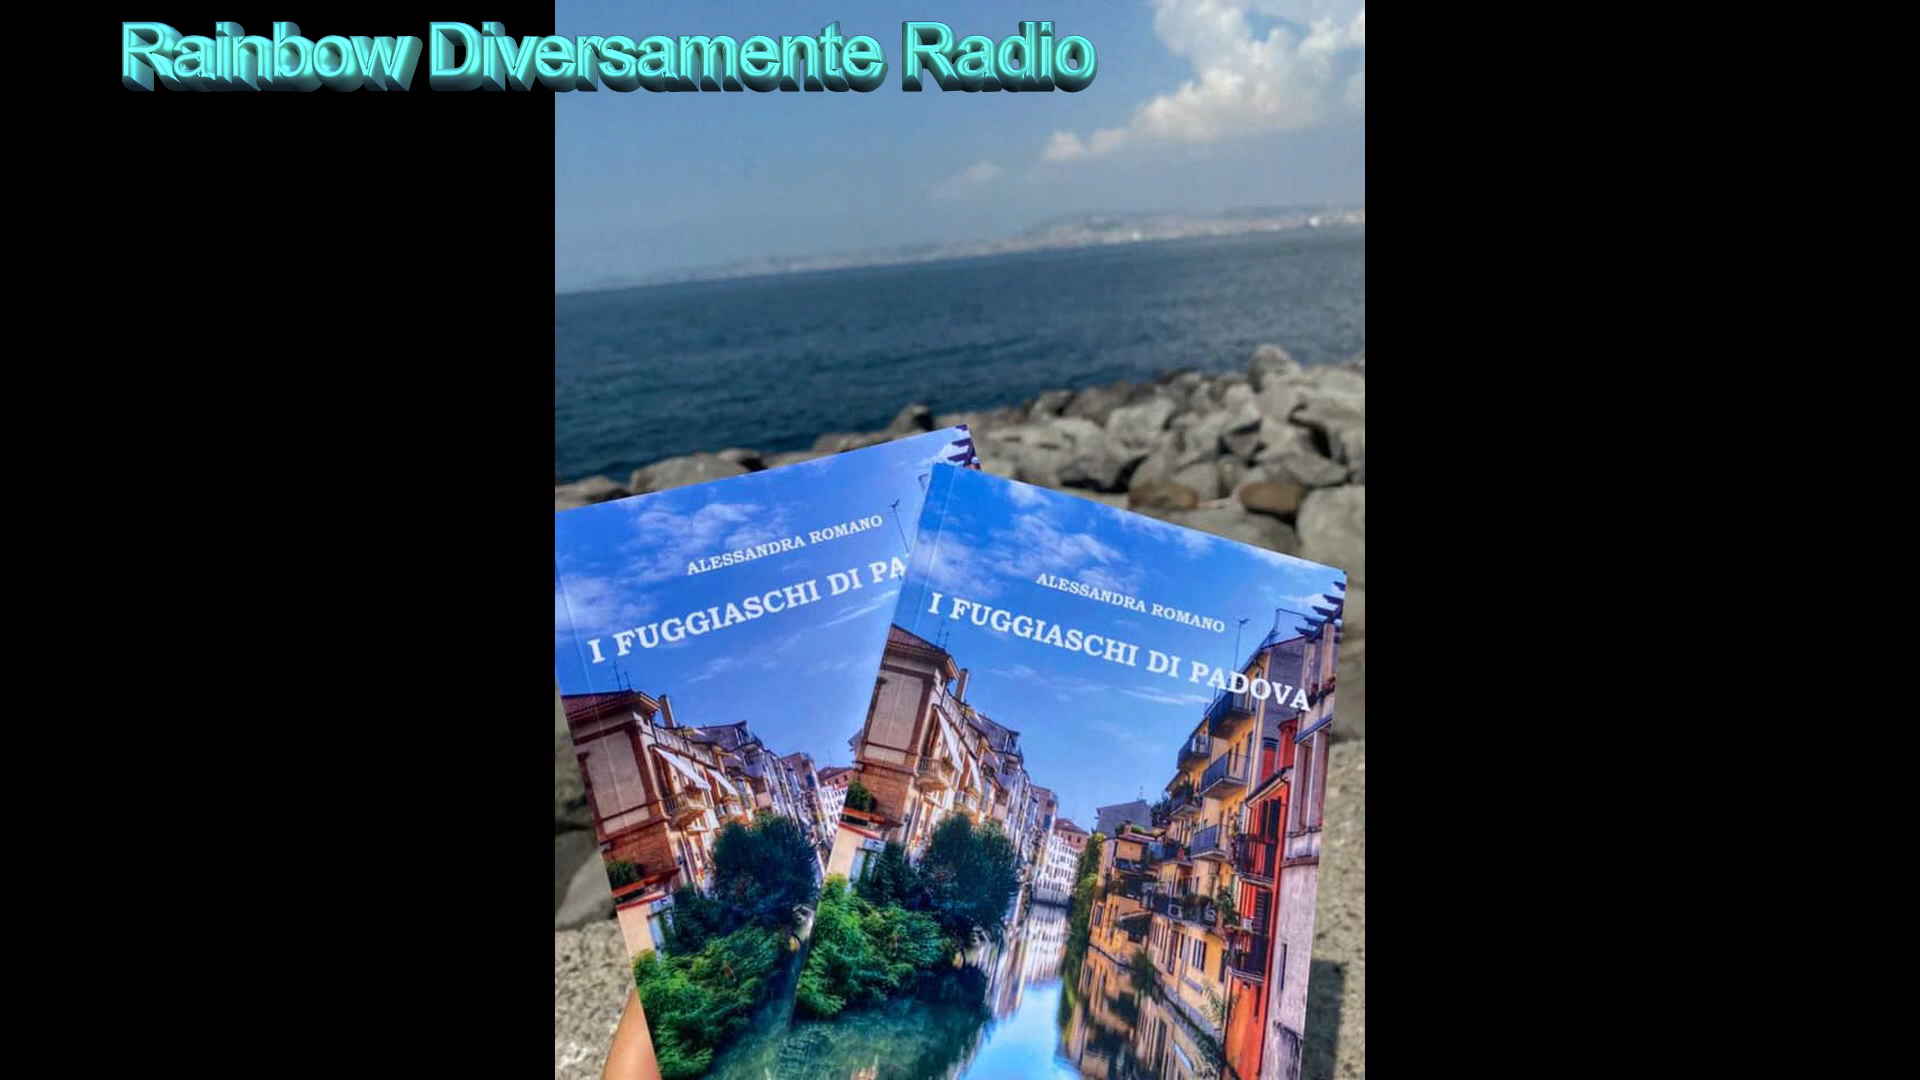 Rainbow Diversamente Radio
ALESSANDRA ROMANO
I FUGGIASCHI DI PA
ALESSANDRA ROMANO
I FUGGIASCHI DI PADOVA